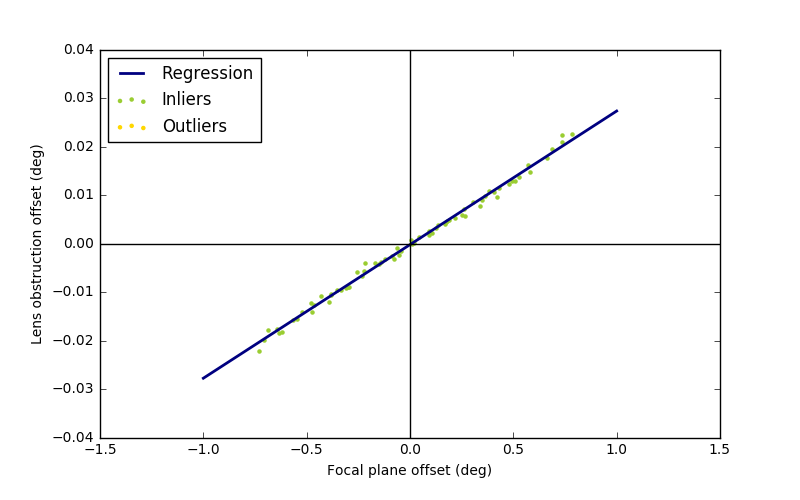 0.04
0.03
0.02
0.01
0.00
−0.01
−0.02
−0.03
−0.04
Lens obstruction offset (deg)
Regression
Inliers
Outliers
−1.5 −1.0 −0.5 0.0 0.5 1.0 1.5
Focal plane offset (deg)